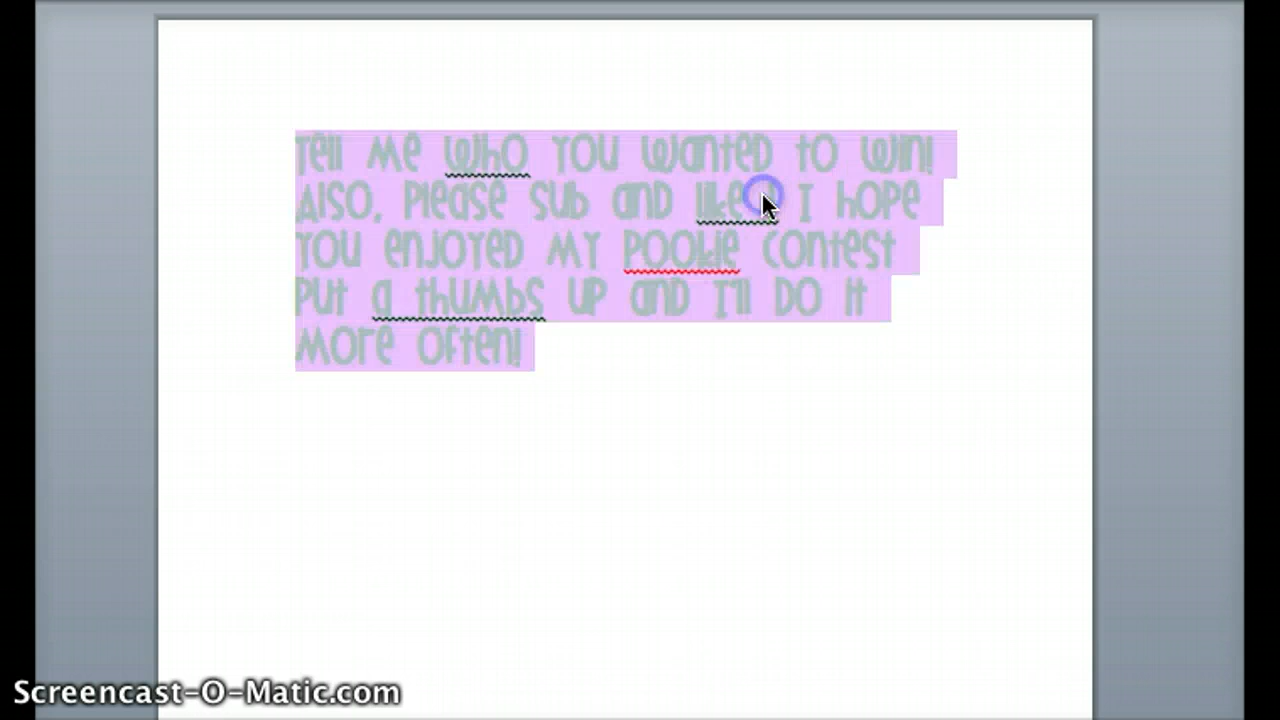 Tell me who you wanted to win!
Also, please sub and like ! I hope
you enjoyed my pookie contest
put a thumbs up and I'll do it
more often!
Screencast-O-Matic.com